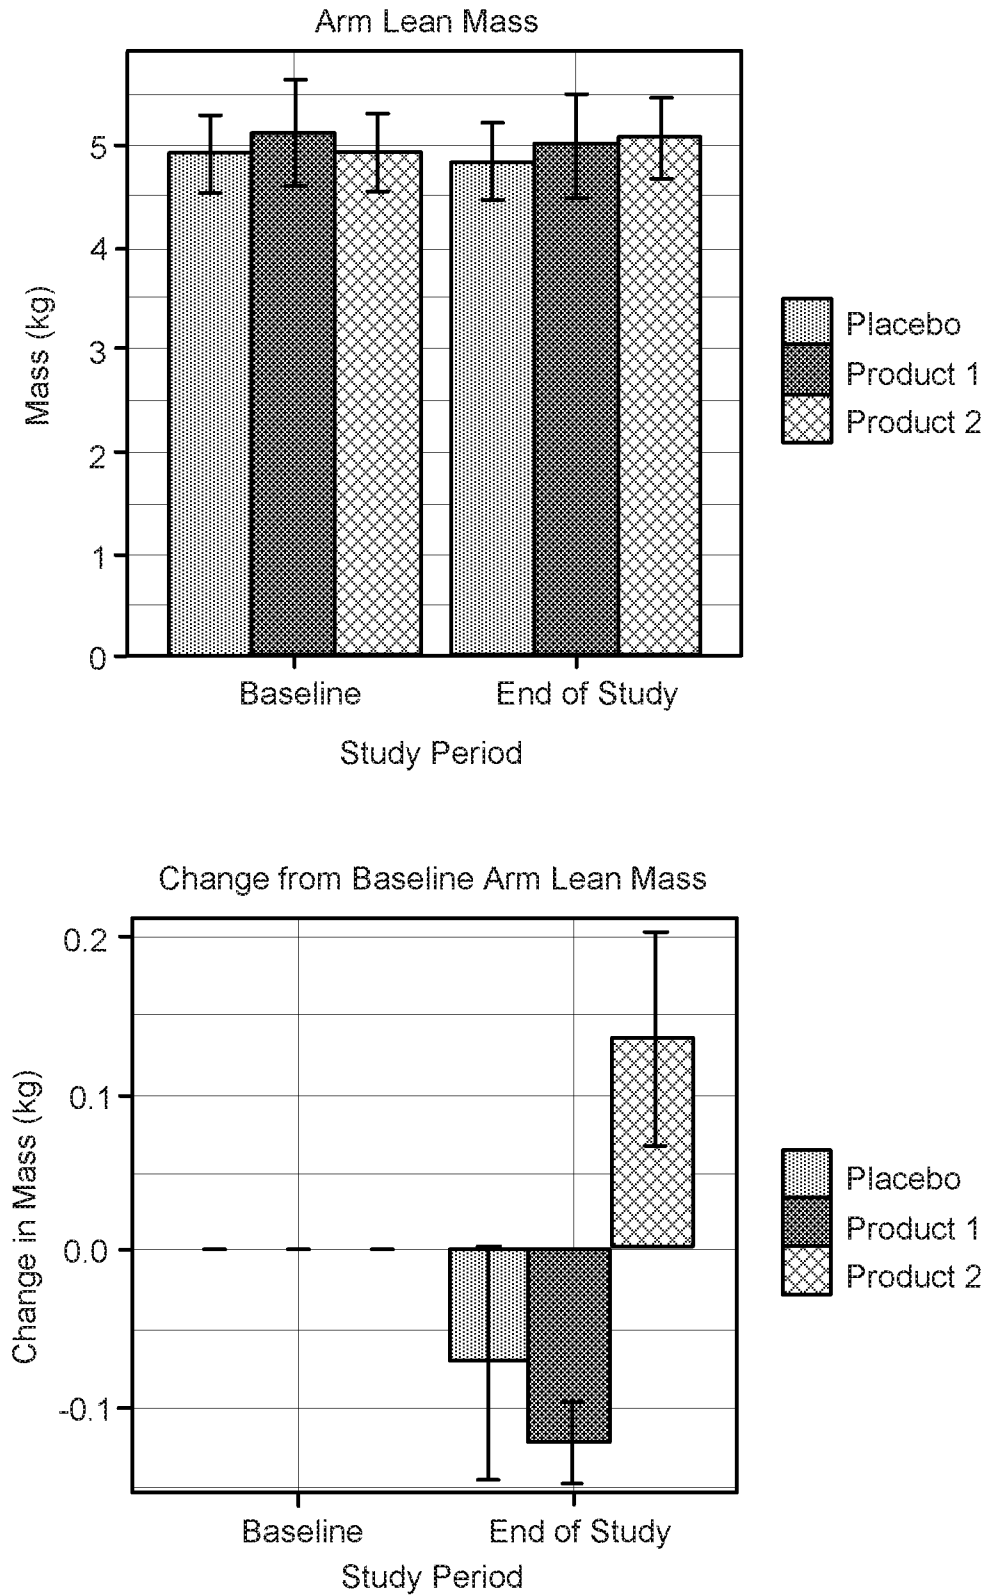 Arm Lean Mass
Mass (kg)
5
4
3
2
1
0
Baseline
End of Study
Study Period
Placebo
Product 1
Product 2
Change from Baseline Arm Lean Mass
Change in Mass (kg)
0.2
0.1
0.0
-0.1
Baseline
End of Study
Study Period
Placebo
Product 1
Product 2